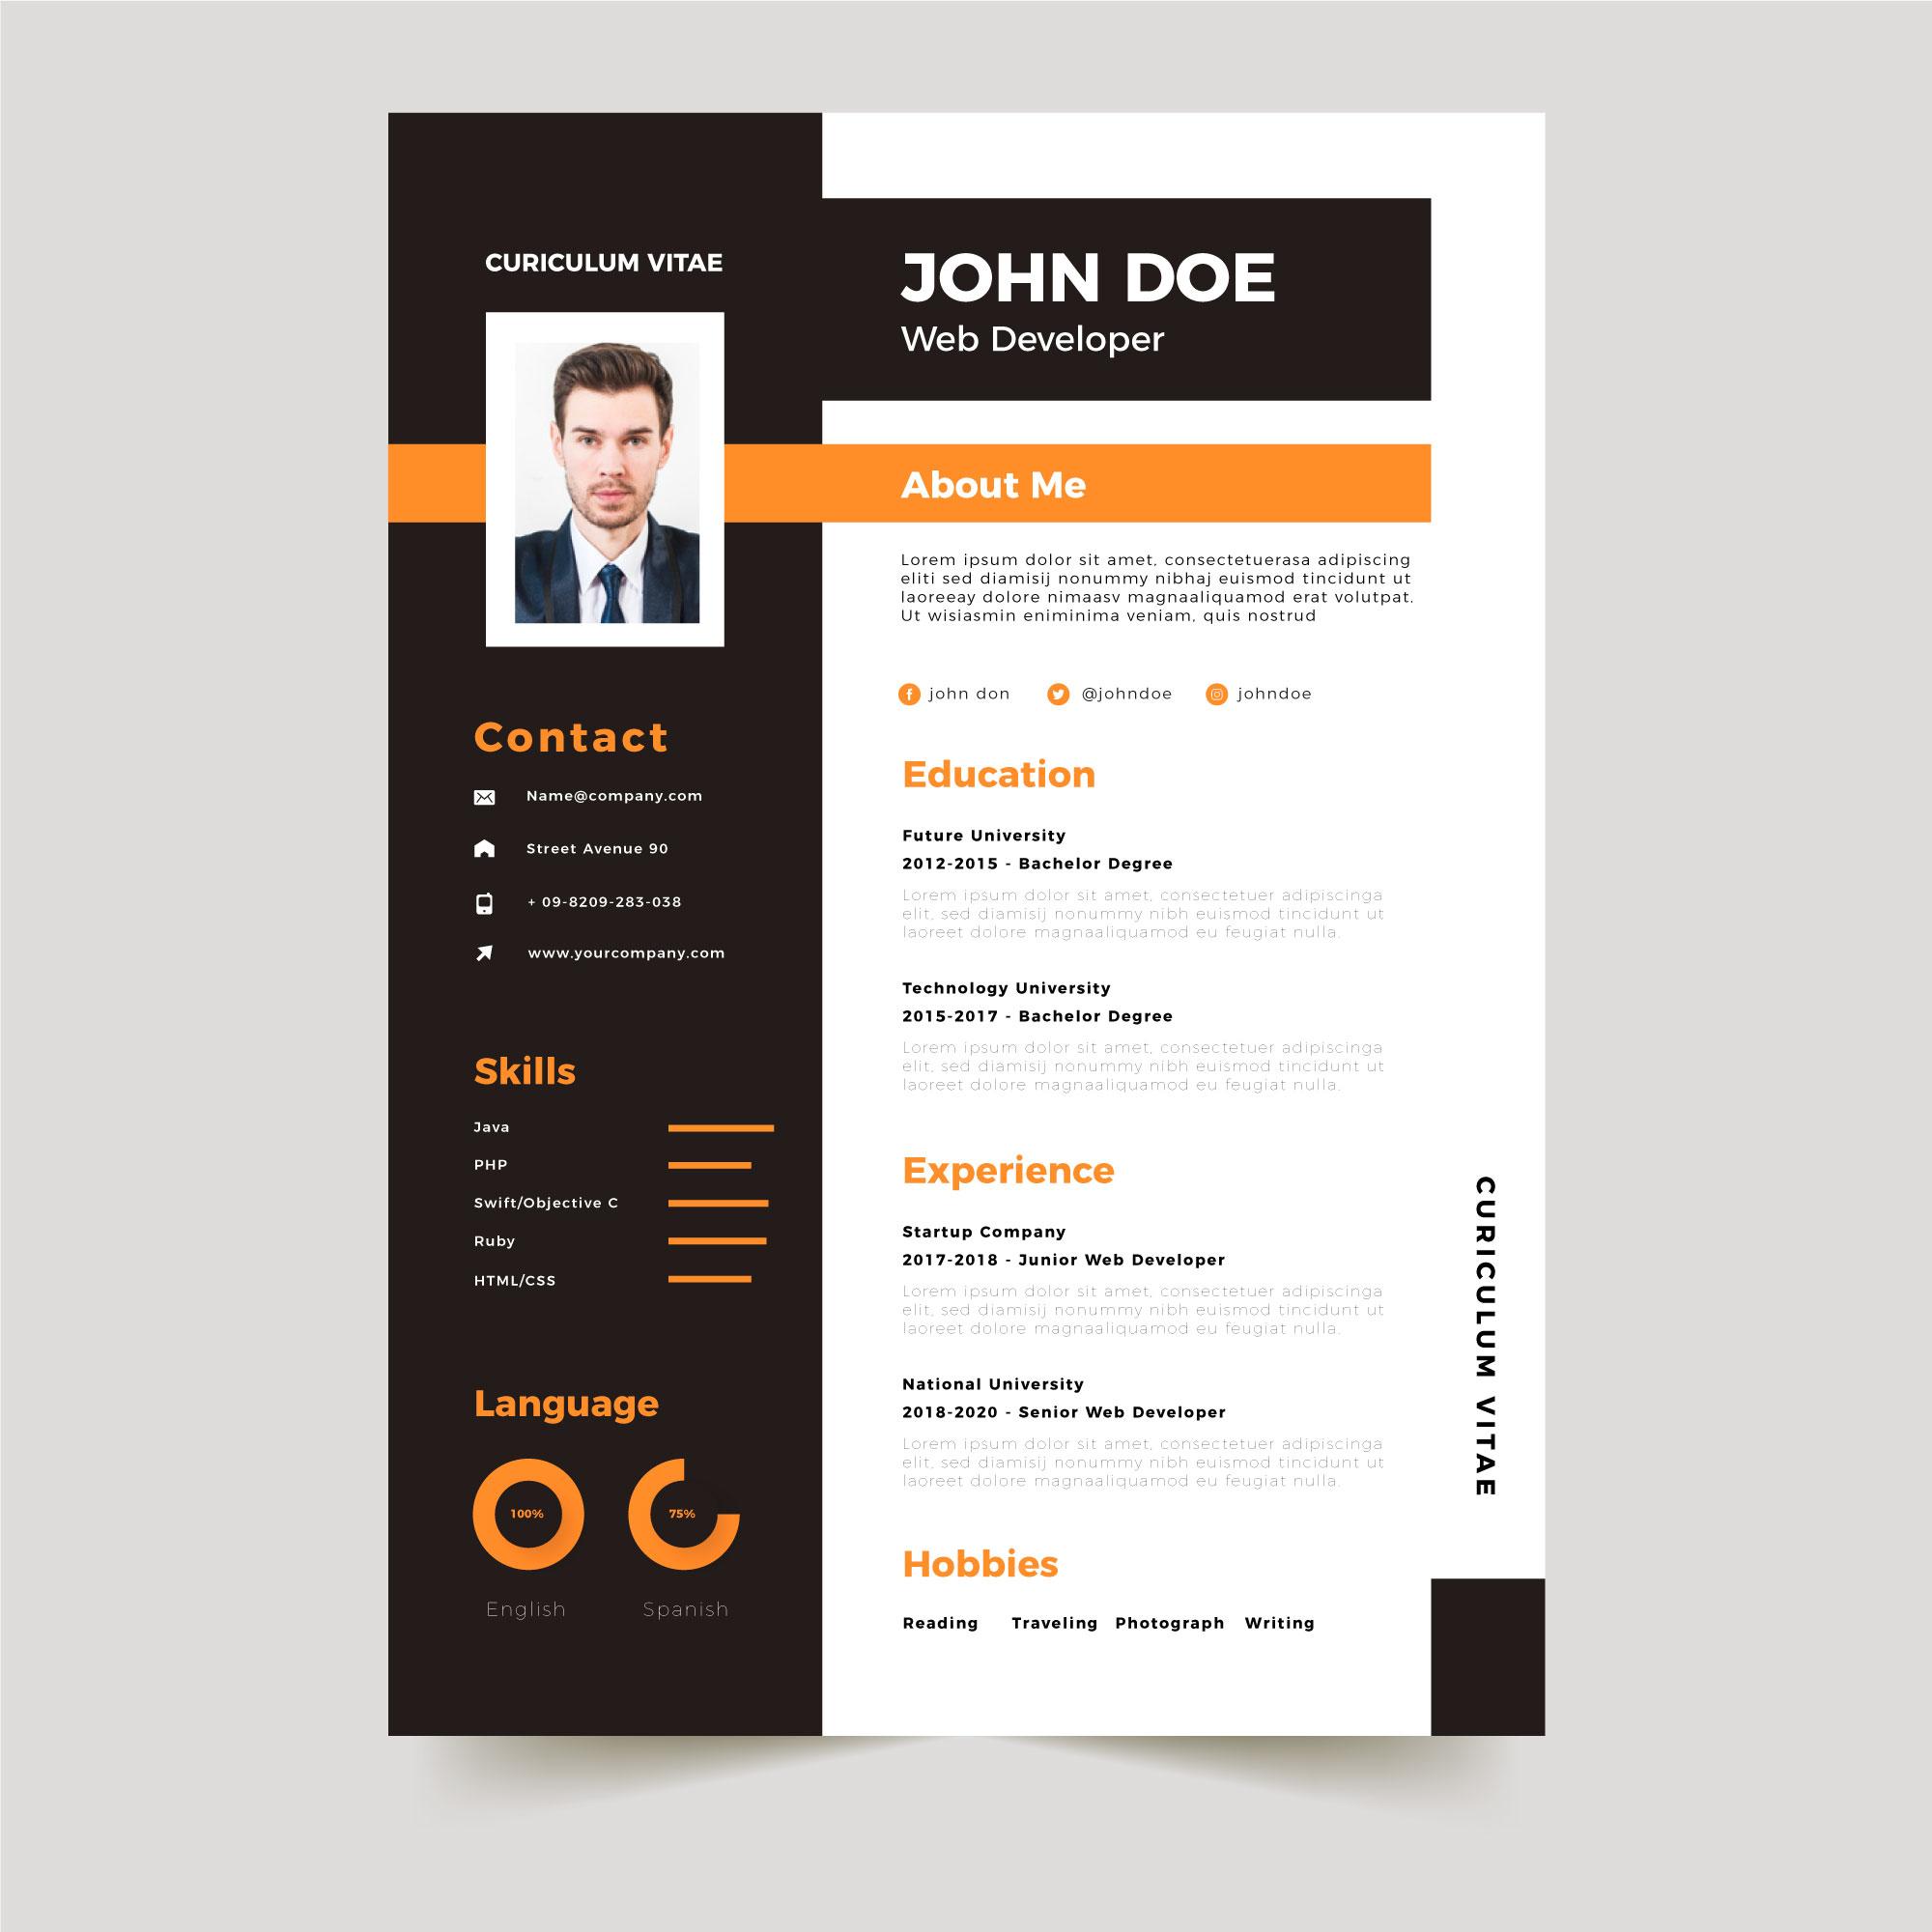 CURICULUM VITAE
JOHN DOE
Web Developer
About Me
Lorem ipsum dolor sit amet, consectetuerasa adipiscing
eliti sed diamisij nonummy nibhaj euismod tincidunt ut
laoreeay dolore nimaasv magnaaliquamod erat volutpat.
Ut wisiasmin eniminima veniam, quis nostrud
john don @johndoe johndoe
Contact
Name@company.com
Street Avenue 90
+ 09-8209-283-038
www.yourcompany.com
Skills
Java
PHP
Swift/Objective C
Ruby
HTML/CSS
Language
100% 75%
English Spanish
Education
Future University
2012-2015 - Bachelor Degree
Lorem ipsum dolor sit amet, consectetuer adipiscinga
elit, sed diamisij nonummy nibh euismod tincidunt ut
laoreet dolore magnaaliquamod eu feugiat nulla.
Technology University
2015-2017 - Bachelor Degree
Lorem ipsum dolor sit amet, consectetuer adipiscinga
elit, sed diamisij nonummy nibh euismod tincidunt ut
laoreet dolore magnaaliquamod eu feugiat nulla.
Experience
Startup Company
2017-2018 - Junior Web Developer
Lorem ipsum dolor sit amet, consectetuer adipiscinga
elit, sed diamisij nonummy nibh euismod tincidunt ut
laoreet dolore magnaaliquamod eu feugiat nulla.
National University
2018-2020 - Senior Web Developer
Lorem ipsum dolor sit amet, consectetuer adipiscinga
elit, sed diamisij nonummy nibh euismod tincidunt ut
laoreet dolore magnaaliquamod eu feugiat nulla.
Hobbies
Reading Traveling Photograph Writing
CURICULUM VITAE